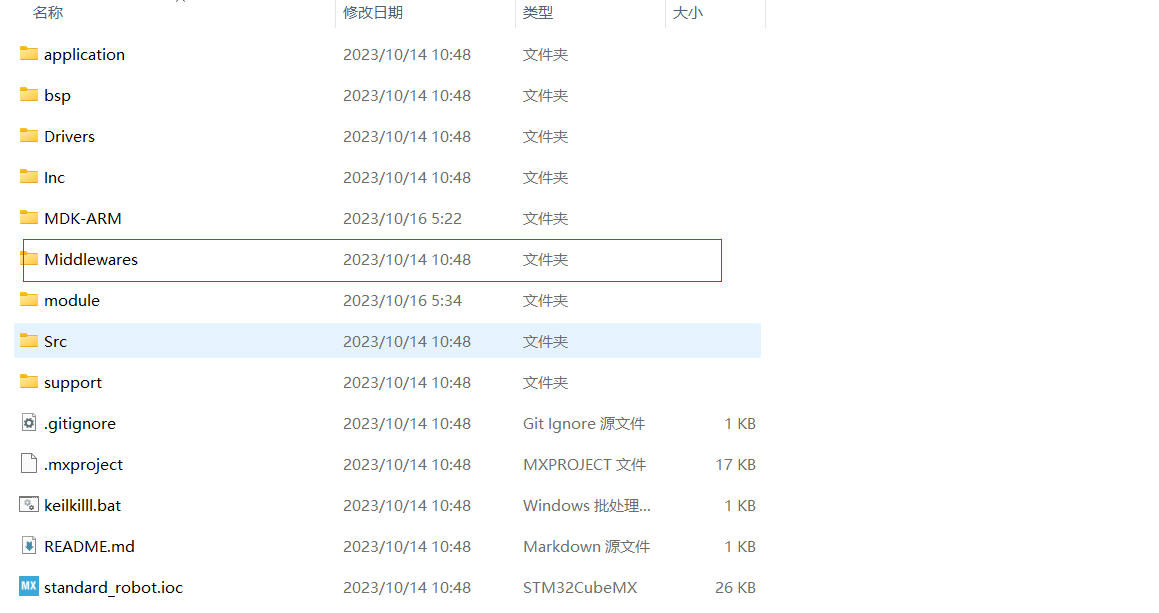 名称 修改日期 类型 大小
application 2023/10/14 10:48 文件夹
bsp 2023/10/14 10:48 文件夹
Drivers 2023/10/14 10:48 文件夹
Inc 2023/10/14 10:48 文件夹
MDK-ARM 2023/10/16 5:22 文件夹
Middlewares 2023/10/14 10:48 文件夹
module 2023/10/16 5:34 文件夹
Src 2023/10/14 10:48 文件夹
support 2023/10/14 10:48 文件夹
.gitignore 2023/10/14 10:48 Git Ignore 源文件 1 KB
.mxproject 2023/10/14 10:48 MXPROJECT 文件 17 KB
keilkilll.bat 2023/10/14 10:48 Windows 批处理... 1 KB
README.md 2023/10/14 10:48 Markdown 源文件 1 KB
MX standard_robot.ioc 2023/10/14 10:48 STM32CubeMX 26 KB